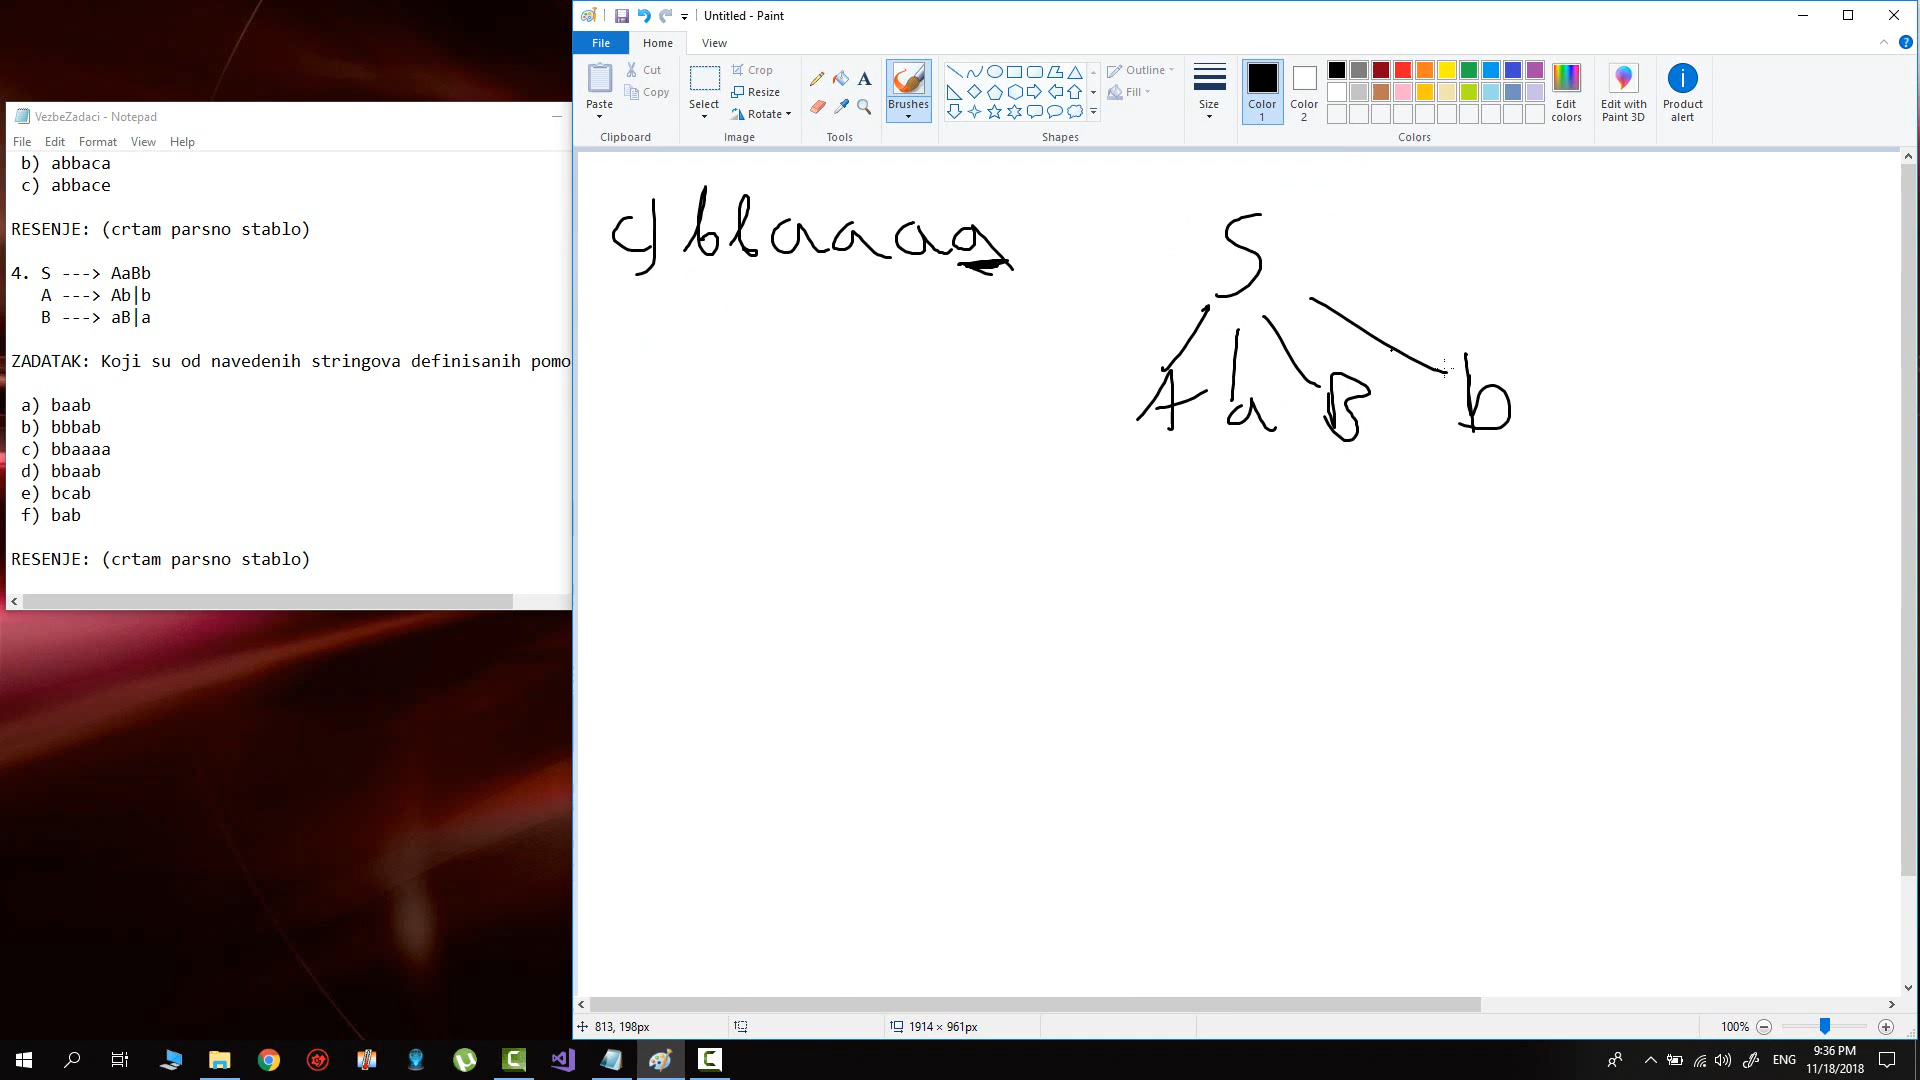 Untitled - Paint
File Home View
Paste
Cut
Copy
Clipboard
Select
Crop
Resize
Rotate
Image
Tools
Brushes
Shapes
Outline
Fill
Size
Color 1
Color 2
Colors
Edit colors
Edit with Paint 3D
Product alert
VezbeZadaci - Notepad
File Edit Format View Help
b) abbaca
c) abbace
RESENJE: (crtam parsno stablo)
4. S ---> AaBb
A ---> Ab|b
B ---> aB|a
ZADATAK: Koji su od navedenih stringova definisanih pomo
a) baab
b) bbbab
c) bbaaaa
d) bbaab
e) bcab
f) bab
RESENJE: (crtam parsno stablo)
c) bbaaaa
S
A a B b
813, 198px
1914 × 961px
100%
ENG
9:36 PM
11/18/2018